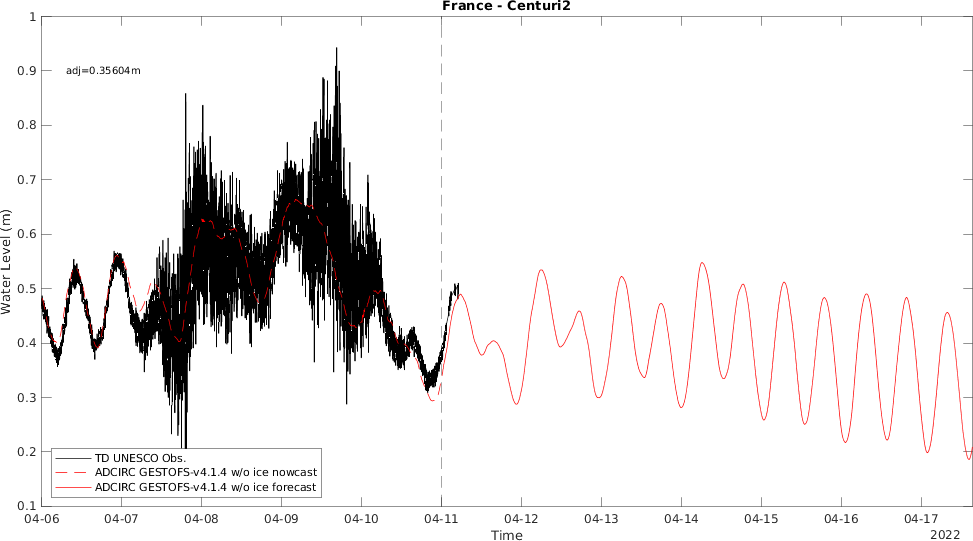 France - Centuri2
1
0.9
0.8
0.7
0.6
0.5
0.4
0.3
0.2
0.1
Water Level (m)
adj=0.35604m
TD UNESCO Obs.
ADCIRC GESTOFS-v4.1.4 w/o ice nowcast
ADCIRC GESTOFS-v4.1.4 w/o ice forecast
04-06 04-07 04-08 04-09 04-10 04-11 04-12 04-13 04-14 04-15 04-16 04-17
Time
2022